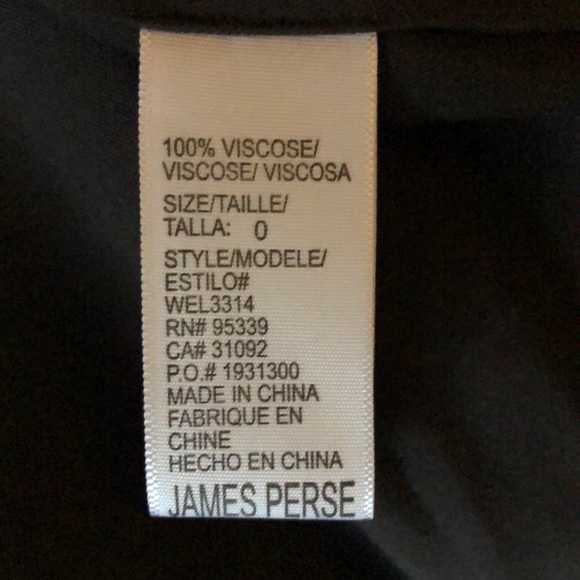 100% VISCOSE/
VISCOSE/ VISCOSA
SIZE/TAILLE/
TALLA: 0
STYLE/MODELE/
ESTILO#
WEL3314
RN# 95339
CA# 31092
P.O.# 1931300
MADE IN CHINA
FABRIQUE EN
CHINE
HECHO EN CHINA
JAMES PERSE